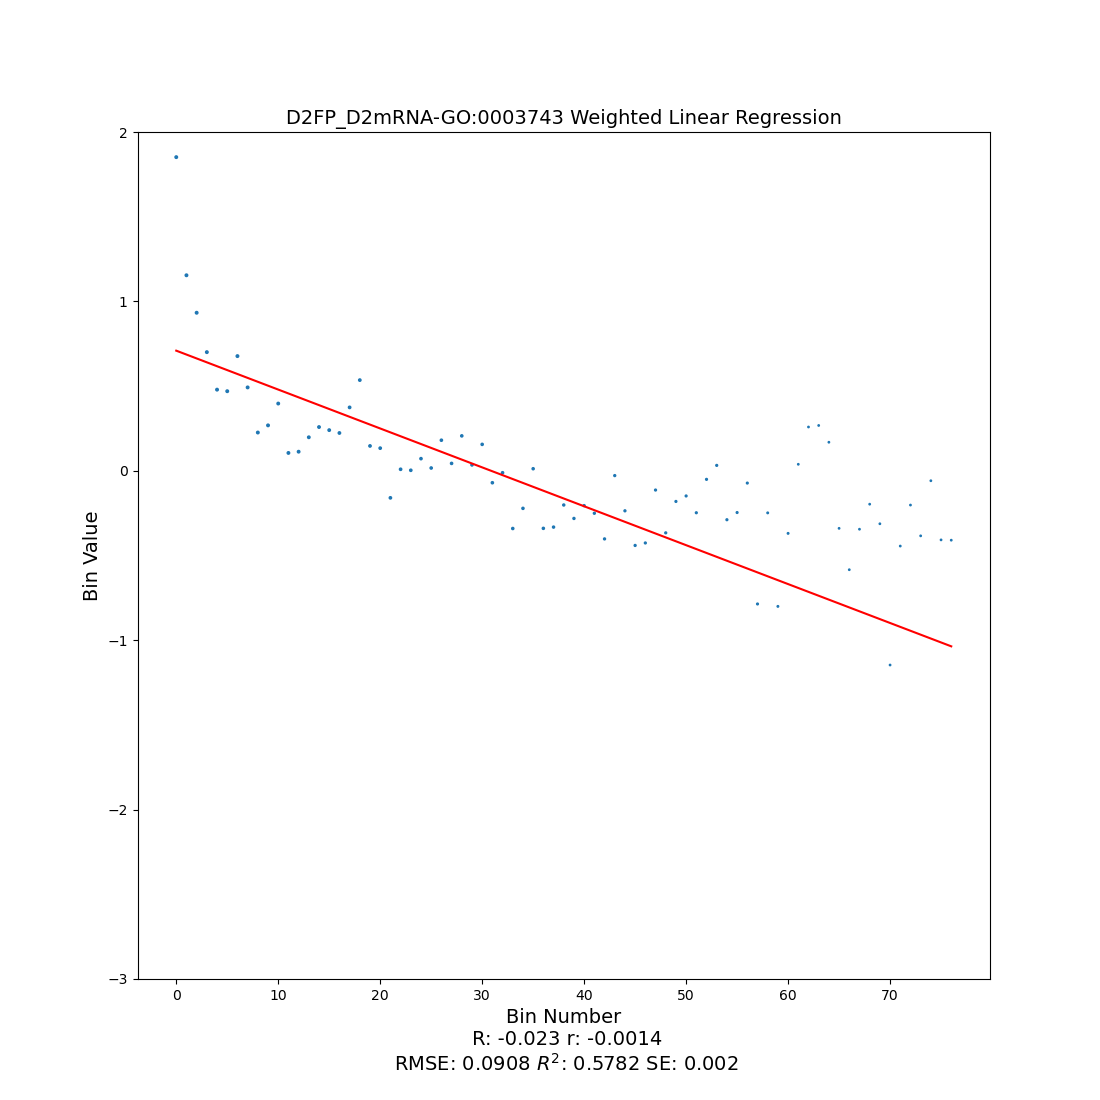 D2FP_D2mRNA-GO:0003743 Weighted Linear Regression
2
1
0
−1
−2
−3
Bin Value
0 10 20 30 40 50 60 70
Bin Number
R: -0.023 r: -0.0014
RMSE: 0.0908 R²: 0.5782 SE: 0.002